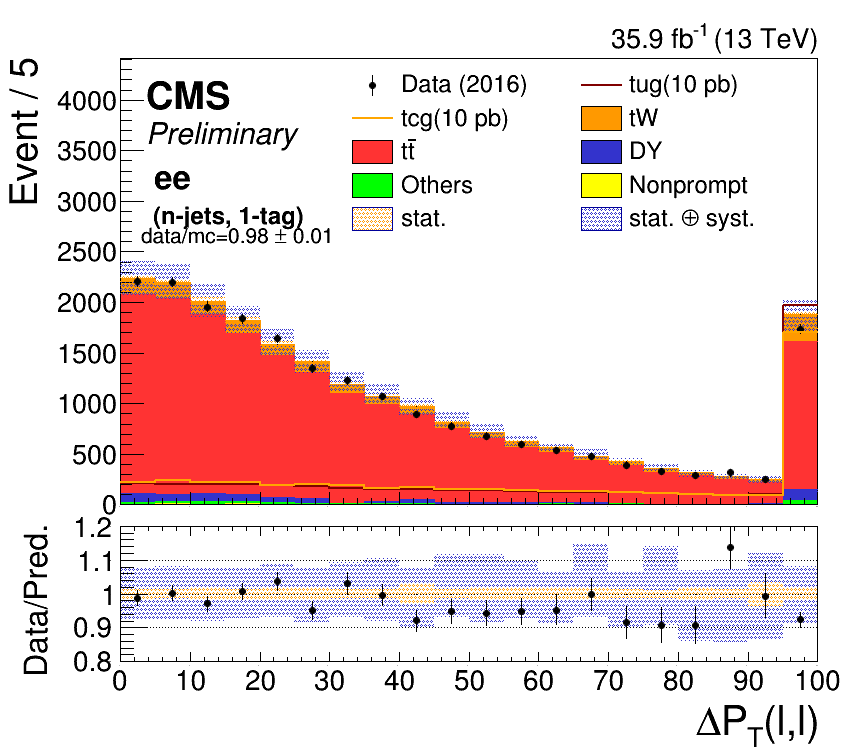 35.9 fb⁻¹ (13 TeV)
Event / 5
CMS
Preliminary
ee
(n-jets, 1-tag)
data/mc=0.98 ± 0.01
Data (2016)
tug(10 pb)
tcg(10 pb)
tW
tt̄
DY
Others
Nonprompt
stat.
stat. ⊕ syst.
4000
3500
3000
2500
2000
1500
1000
500
0
Data/Pred.
1.2
1.1
1
0.9
0.8
0 10 20 30 40 50 60 70 80 90 100
ΔP_T(l,l)